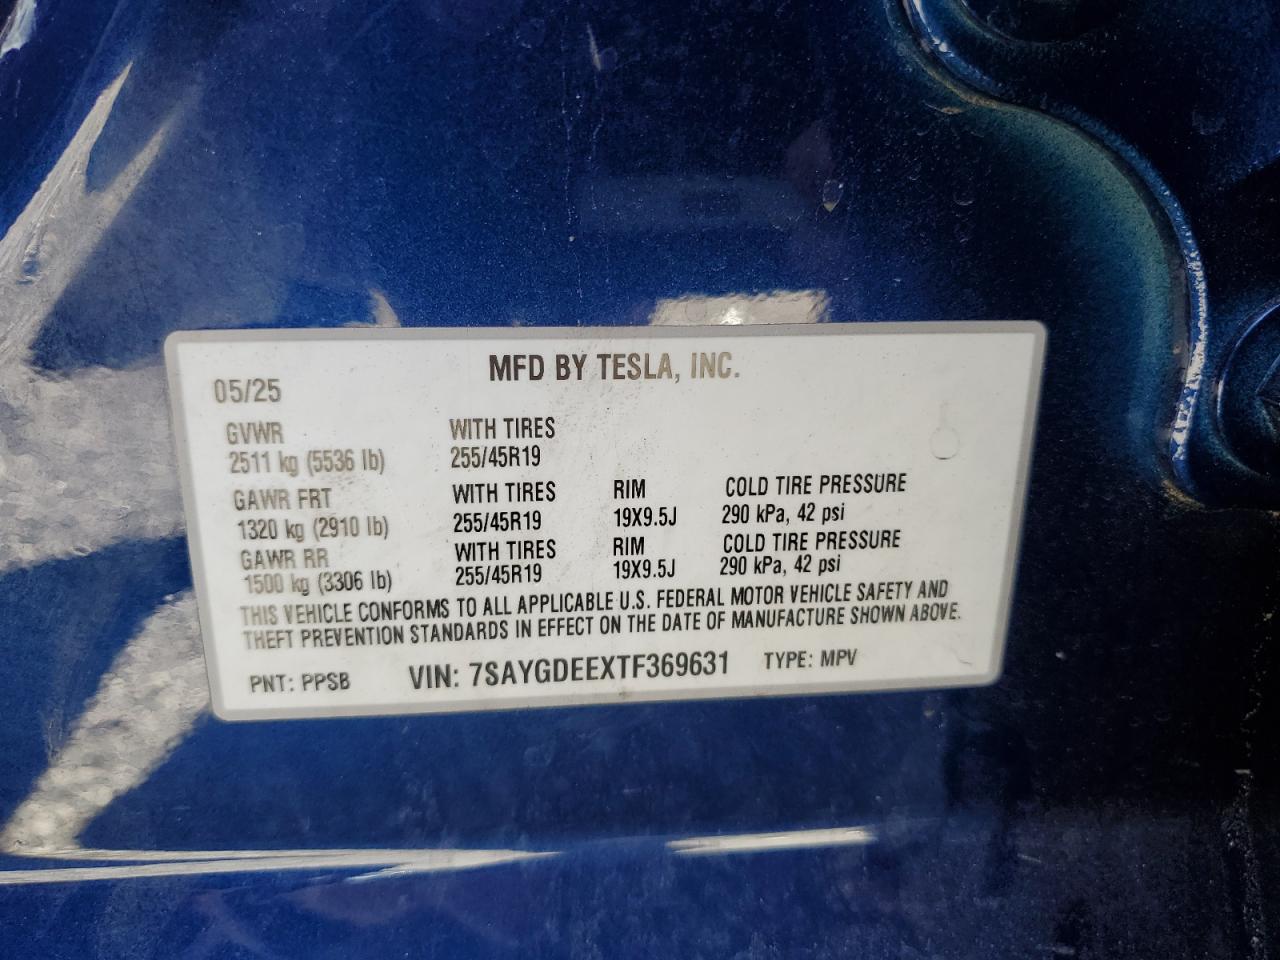 MFD BY TESLA, INC.
05/25
GVWR WITH TIRES
2511 kg (5536 lb) 255/45R19
GAWR FRT WITH TIRES RIM COLD TIRE PRESSURE
1320 kg (2910 lb) 255/45R19 19X9.5J 290 kPa, 42 psi
GAWR RR WITH TIRES RIM COLD TIRE PRESSURE
1500 kg (3306 lb) 255/45R19 19X9.5J 290 kPa, 42 psi
THIS VEHICLE CONFORMS TO ALL APPLICABLE U.S. FEDERAL MOTOR VEHICLE SAFETY AND
THEFT PREVENTION STANDARDS IN EFFECT ON THE DATE OF MANUFACTURE SHOWN ABOVE.
PNT: PPSB VIN: 7SAYGDEEXTF369631 TYPE: MPV